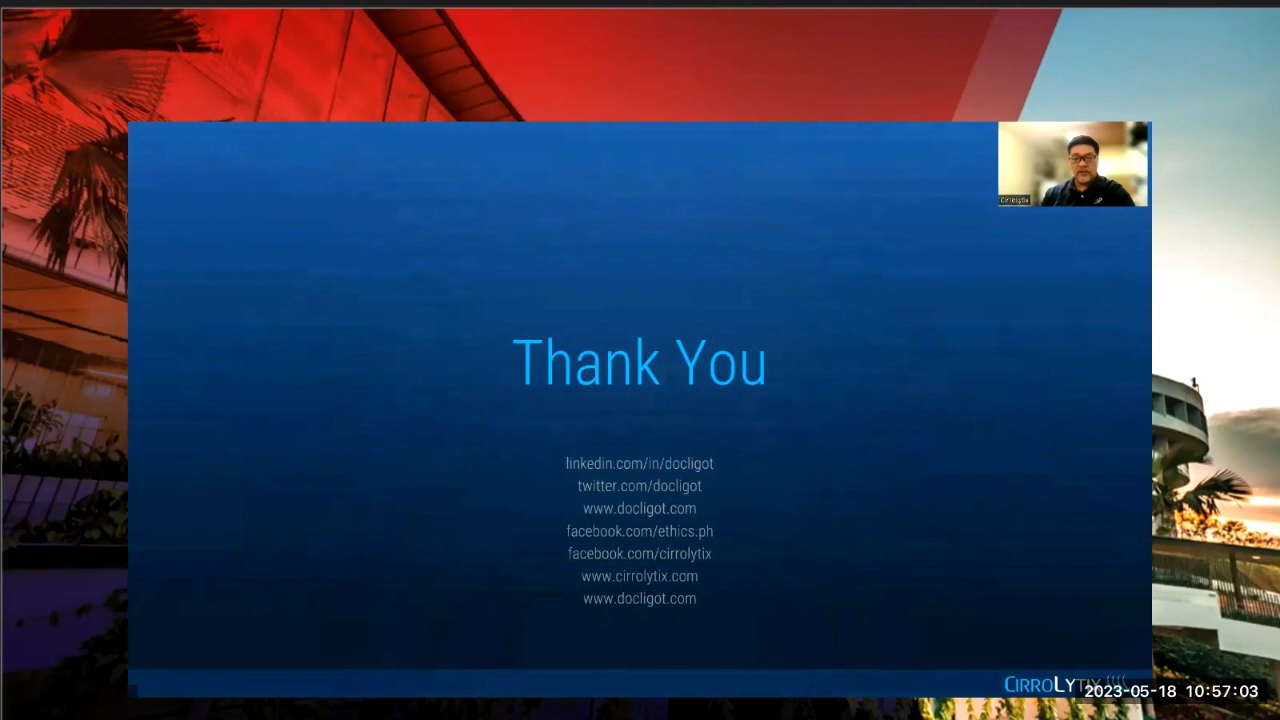 Cirrolytix
Thank You
linkedin.com/in/docligot
twitter.com/docligot
www.docligot.com
facebook.com/ethics.ph
facebook.com/cirrolytix
www.cirrolytix.com
www.docligot.com
CIRROLYTIX
2023-05-18 10:57:03